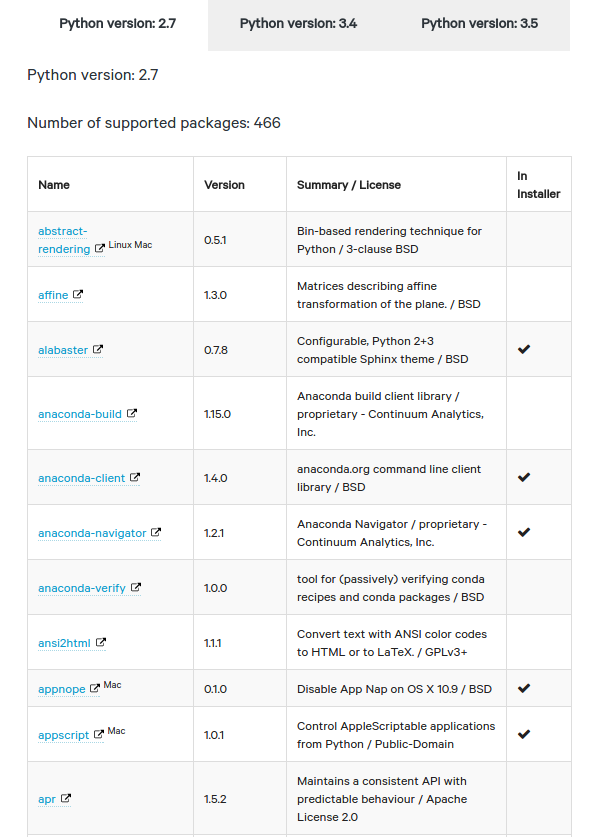 Python version: 2.7 Python version: 3.4 Python version: 3.5
Python version: 2.7
Number of supported packages: 466
Name Version Summary / License In Installer
abstract-
rendering Linux Mac 0.5.1 Bin-based rendering technique for
Python / 3-clause BSD
affine 1.3.0 Matrices describing affine
transformation of the plane. / BSD
alabaster 0.7.8 Configurable, Python 2+3
compatible Sphinx theme / BSD ✔
anaconda-build 1.15.0 Anaconda build client library /
proprietary - Continuum Analytics,
Inc.
anaconda-client 1.4.0 anaconda.org command line client
library / BSD ✔
anaconda-navigator 1.2.1 Anaconda Navigator / proprietary -
Continuum Analytics, Inc. ✔
anaconda-verify 1.0.0 tool for (passively) verifying conda
recipes and conda packages / BSD
ansi2html 1.1.1 Convert text with ANSI color codes
to HTML or to LaTeX. / GPLv3+
appnope Mac 0.1.0 Disable App Nap on OS X 10.9 / BSD ✔
appscript Mac 1.0.1 Control AppleScriptable applications
from Python / Public-Domain ✔
apr 1.5.2 Maintains a consistent API with
predictable behaviour / Apache
License 2.0